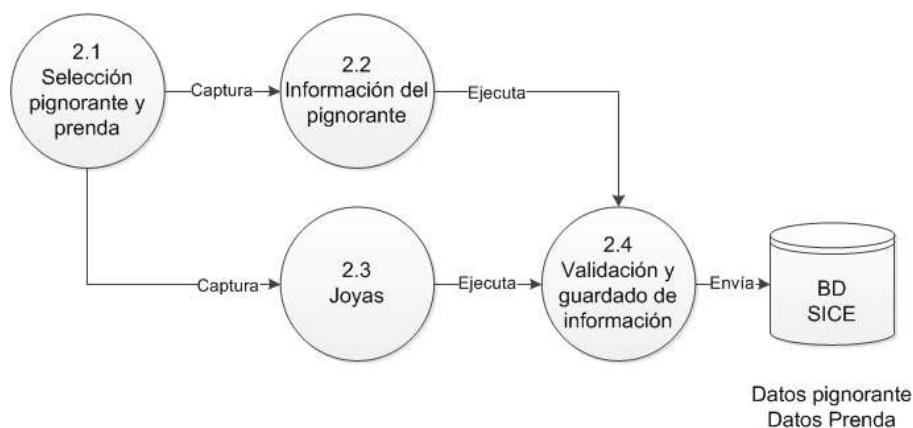 2.1
Selección
pignorante y
prenda
Captura
2.2
Información del
pignorante
Ejecuta
Captura
2.3
Joyas
Ejecuta
2.4
Validación y
guardado de
información
Envía
BD
SICE
Datos pignorante
Datos Prenda